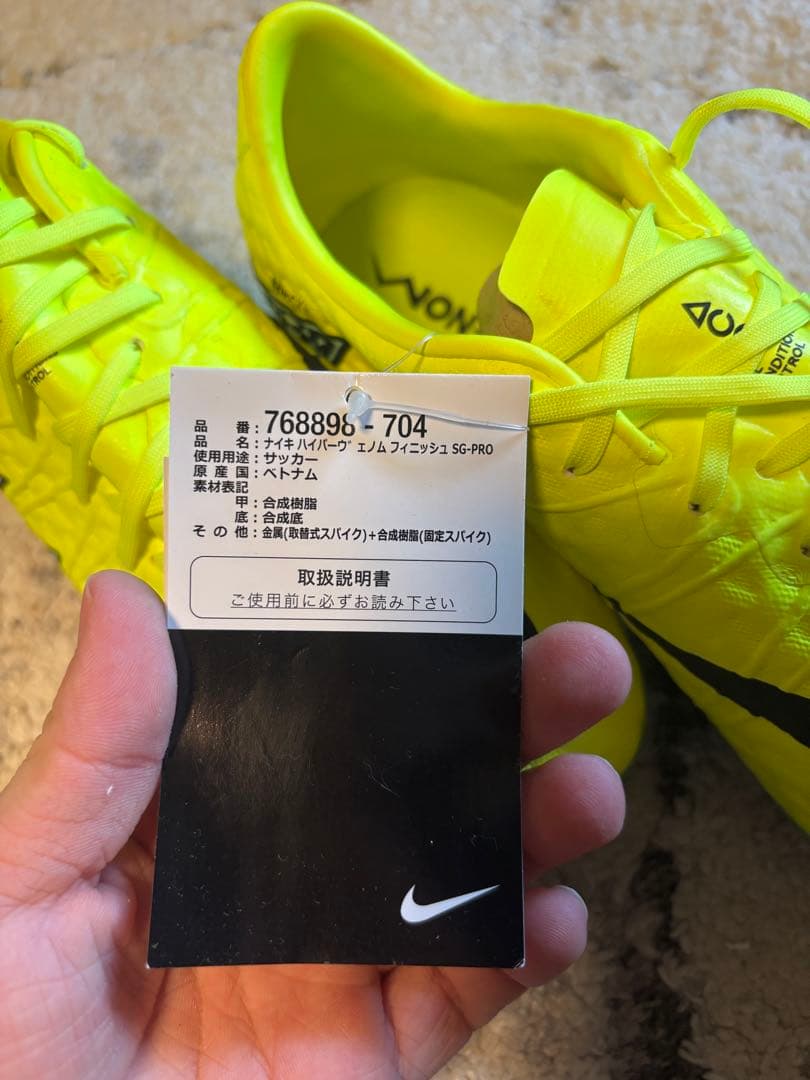 品 番：768898-704
品 名：ナイキ ハイパーヴェノム フィニッシュ SG-PRO
使用用途：サッカー
原 産 国：ベトナム
素材表記
甲：合成樹脂
底：合成底
そ の 他：金属(取替式スパイク)+合成樹脂(固定スパイク)
取扱説明書
ご使用前に必ずお読み下さい